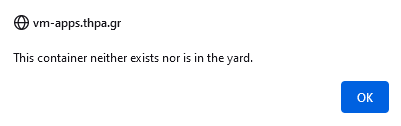 vm-apps.thpa.gr
This container neither exists nor is in the yard.
OK